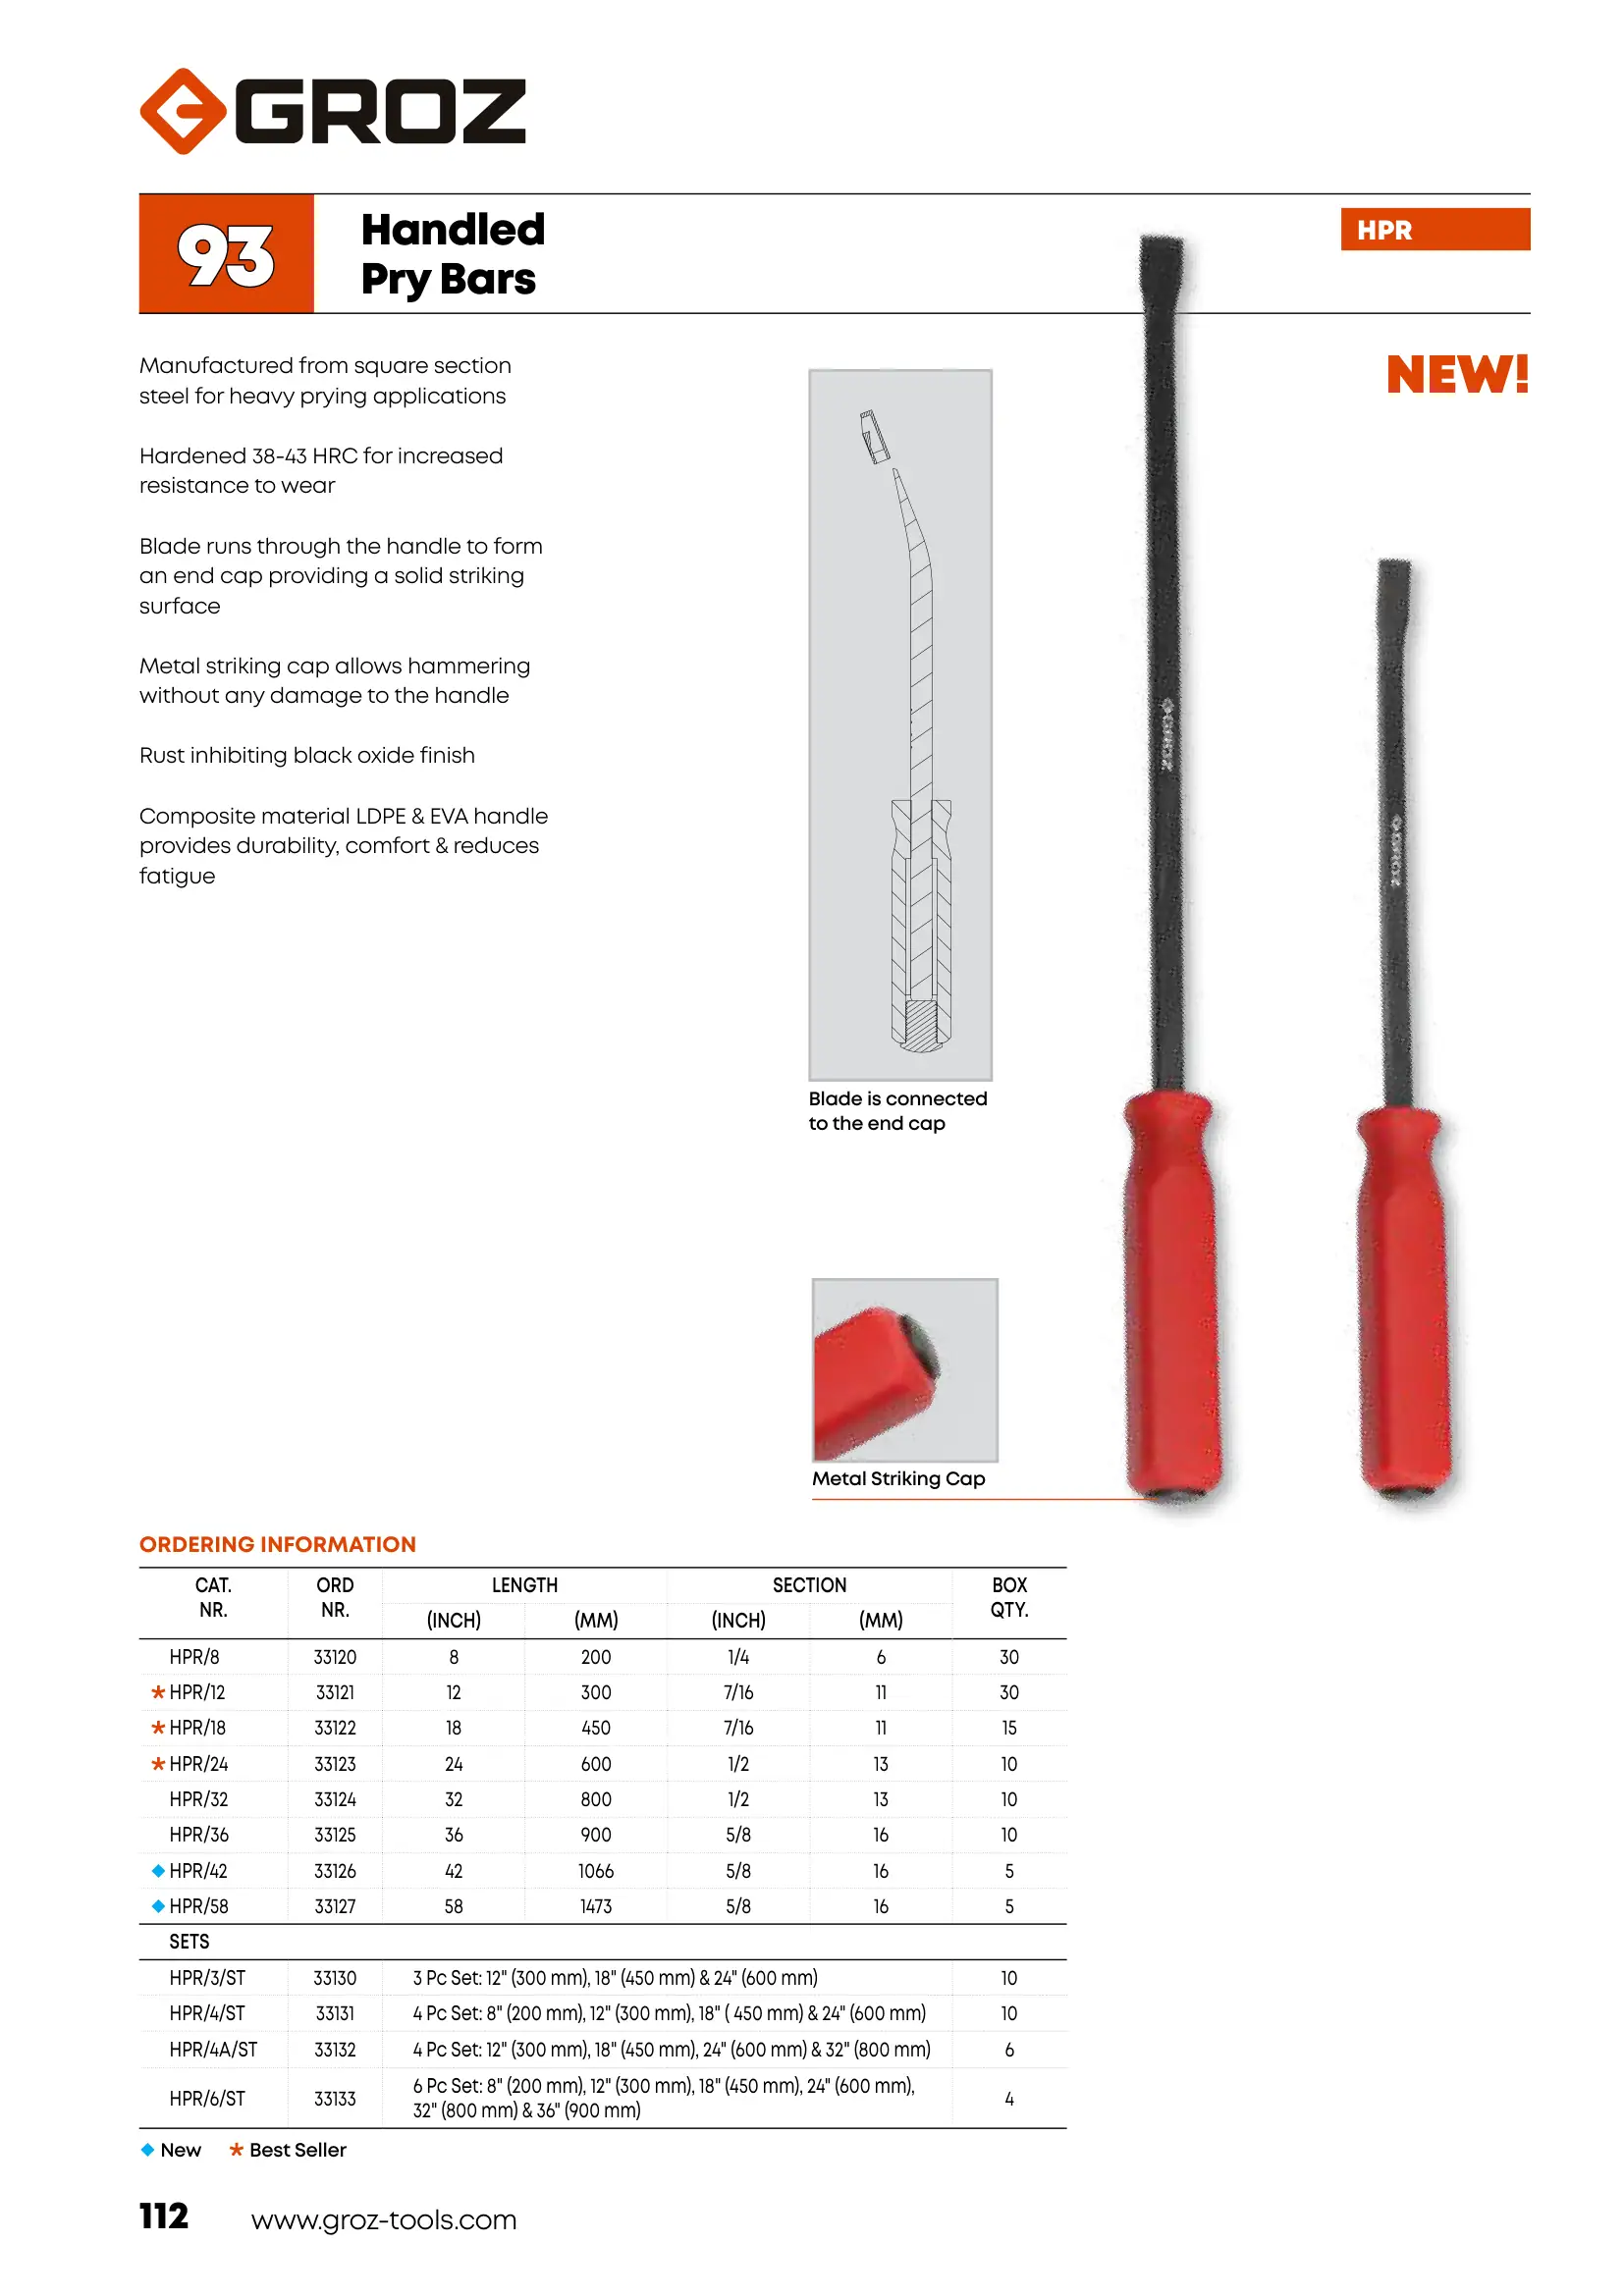 GROZ
93
Handled
Pry Bars
HPR
NEW!
Manufactured from square section
steel for heavy prying applications
Hardened 38-43 HRC for increased
resistance to wear
Blade runs through the handle to form
an end cap providing a solid striking
surface
Metal striking cap allows hammering
without any damage to the handle
Rust inhibiting black oxide finish
Composite material LDPE & EVA handle
provides durability, comfort & reduces
fatigue
GROZ
GROZ
Blade is connected
to the end cap
Metal Striking Cap
ORDERING INFORMATION
CAT. NR. ORD NR. LENGTH SECTION BOX QTY.
(INCH) (MM) (INCH) (MM)
HPR/8 33120 8 200 1/4 6 30
* HPR/12 33121 12 300 7/16 11 30
* HPR/18 33122 18 450 7/16 11 15
* HPR/24 33123 24 600 1/2 13 10
HPR/32 33124 32 800 1/2 13 10
HPR/36 33125 36 900 5/8 16 10
◆ HPR/42 33126 42 1066 5/8 16 5
◆ HPR/58 33127 58 1473 5/8 16 5
SETS
HPR/3/ST 33130 3 Pc Set: 12" (300 mm), 18" (450 mm) & 24" (600 mm) 10
HPR/4/ST 33131 4 Pc Set: 8" (200 mm), 12" (300 mm), 18" ( 450 mm) & 24" (600 mm) 10
HPR/4A/ST 33132 4 Pc Set: 12" (300 mm), 18" (450 mm), 24" (600 mm) & 32" (800 mm) 6
HPR/6/ST 33133 6 Pc Set: 8" (200 mm), 12" (300 mm), 18" (450 mm), 24" (600 mm),
32" (800 mm) & 36" (900 mm) 4
◆ New * Best Seller
112 www.groz-tools.com